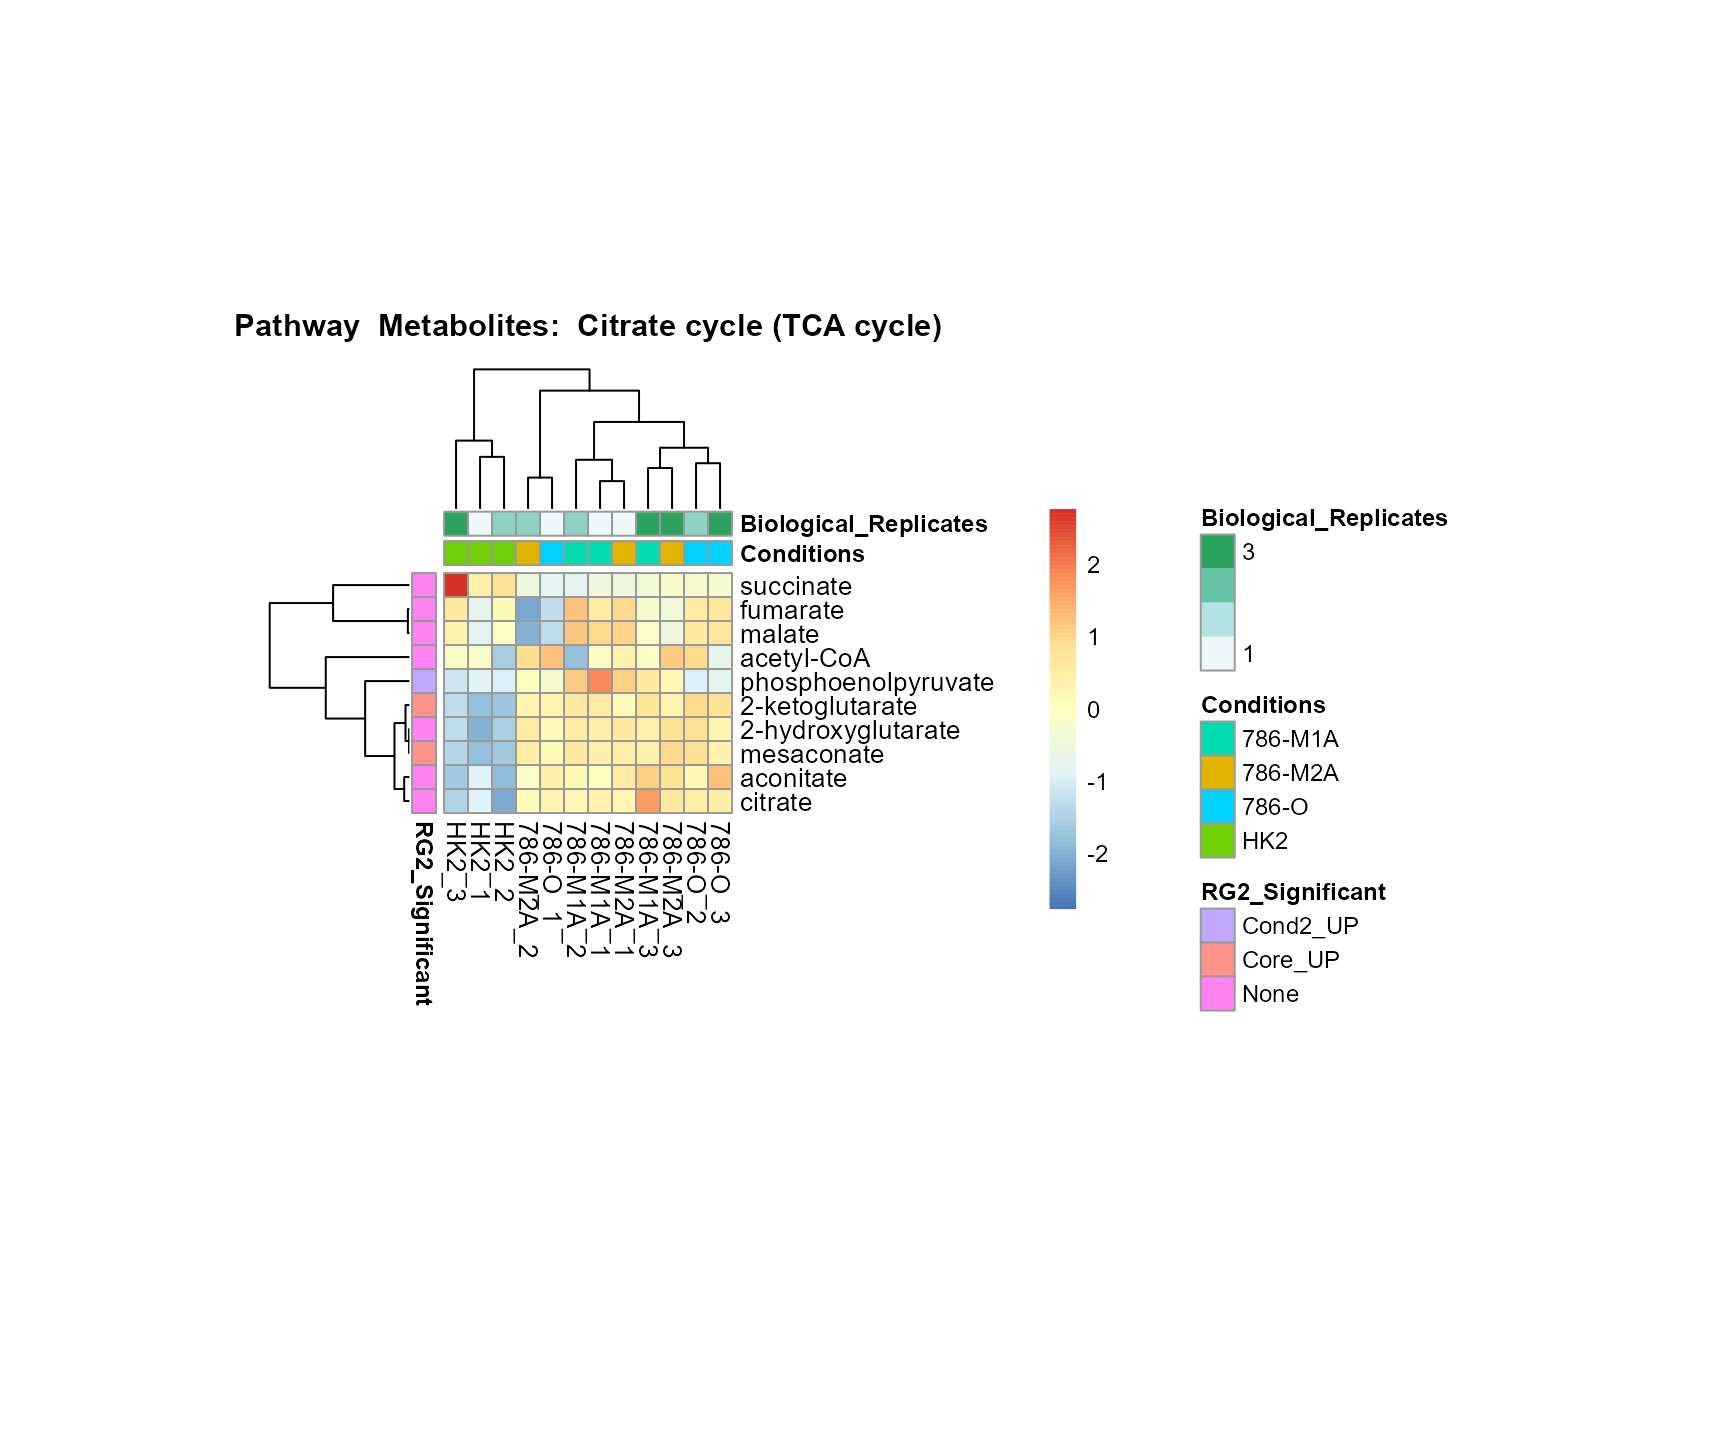 Pathway  Metabolites:  Citrate cycle (TCA cycle)
Biological_Replicates
Conditions
succinate
fumarate
malate
acetyl-CoA
phosphoenolpyruvate
2-ketoglutarate
2-hydroxyglutarate
mesaconate
aconitate
citrate
RG2_Significant
HK2_3
HK2_1
HK2_2
786-M2A_2
786-O_1
786-M1A_2
786-M1A_1
786-M2A_1
786-M1A_3
786-M2A_3
786-O_2
786-O_3
2
1
0
-1
-2
Biological_Replicates
3
1
Conditions
786-M1A
786-M2A
786-O
HK2
RG2_Significant
Cond2_UP
Core_UP
None